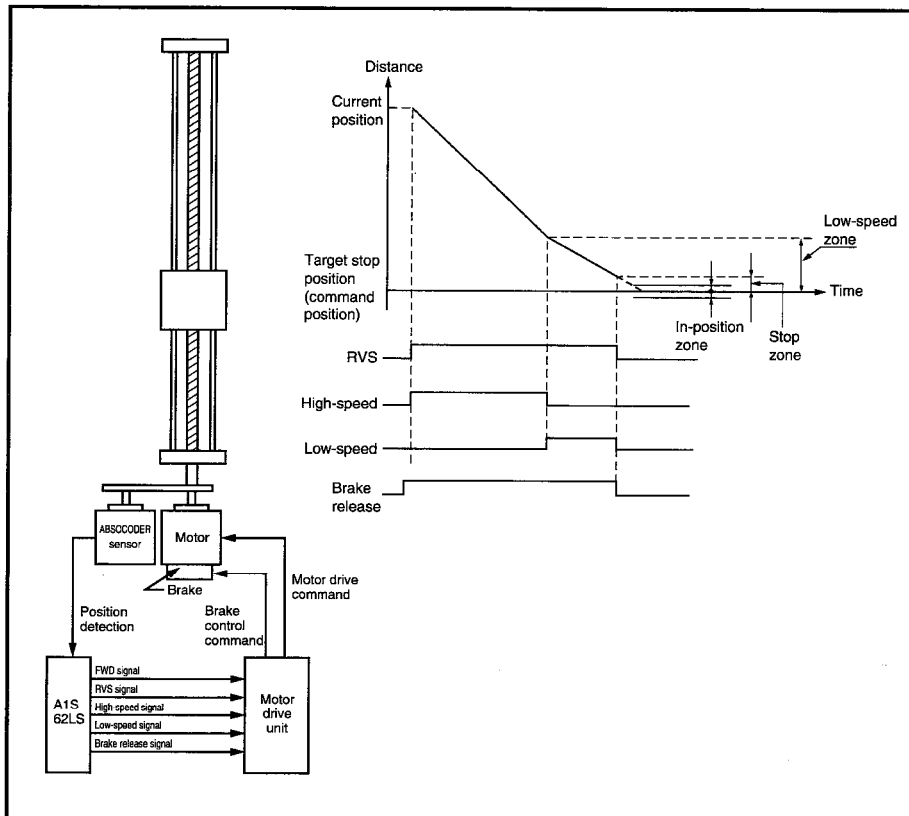 Distance
Current
position
Low-speed
zone
Target stop
position
(command
position)
Time
In-position
zone
Stop
zone
RVS
High-speed
Low-speed
Brake
release
ABSOCODER
sensor
Motor
Brake
Motor drive
command
Brake
control
command
Position
detection
A1S
62LS
FWD signal
RVS signal
High-speed signal
Low-speed signal
Brake release signal
Motor
drive
unit